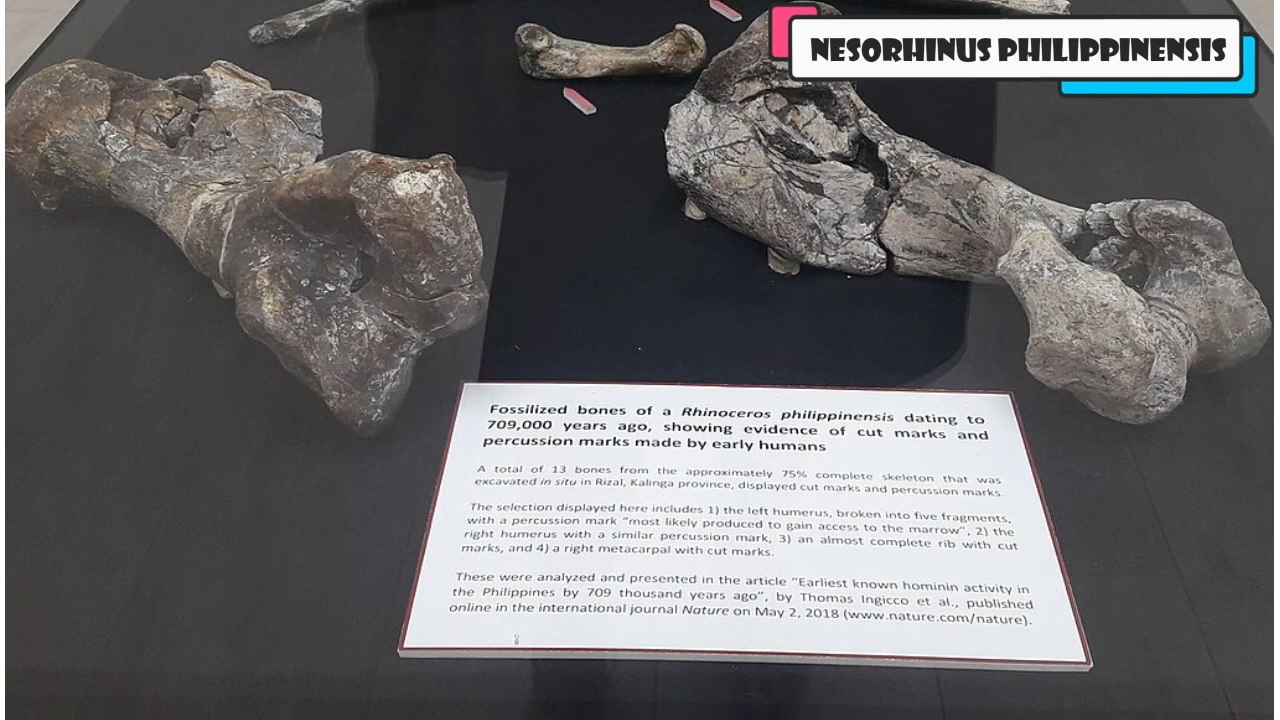 NESORHINUS PHILIPPINENSIS
Fossilized bones of a Rhinoceros philippinensis dating to
709,000 years ago, showing evidence of cut marks and
percussion marks made by early humans
A total of 13 bones from the approximately 75% complete skeleton that was
excavated in situ in Rizal, Kalinga province, displayed cut marks and percussion marks.
The selection displayed here includes 1) the left humerus, broken into five fragments,
with a percussion mark “most likely produced to gain access to the marrow”, 2) the
right humerus with a similar percussion mark, 3) an almost complete rib with cut
marks, and 4) a right metacarpal with cut marks.
These were analyzed and presented in the article “Earliest known hominin activity in
the Philippines by 709 thousand years ago”, by Thomas Ingicco et al., published
online in the international journal Nature on May 2, 2018 (www.nature.com/nature).